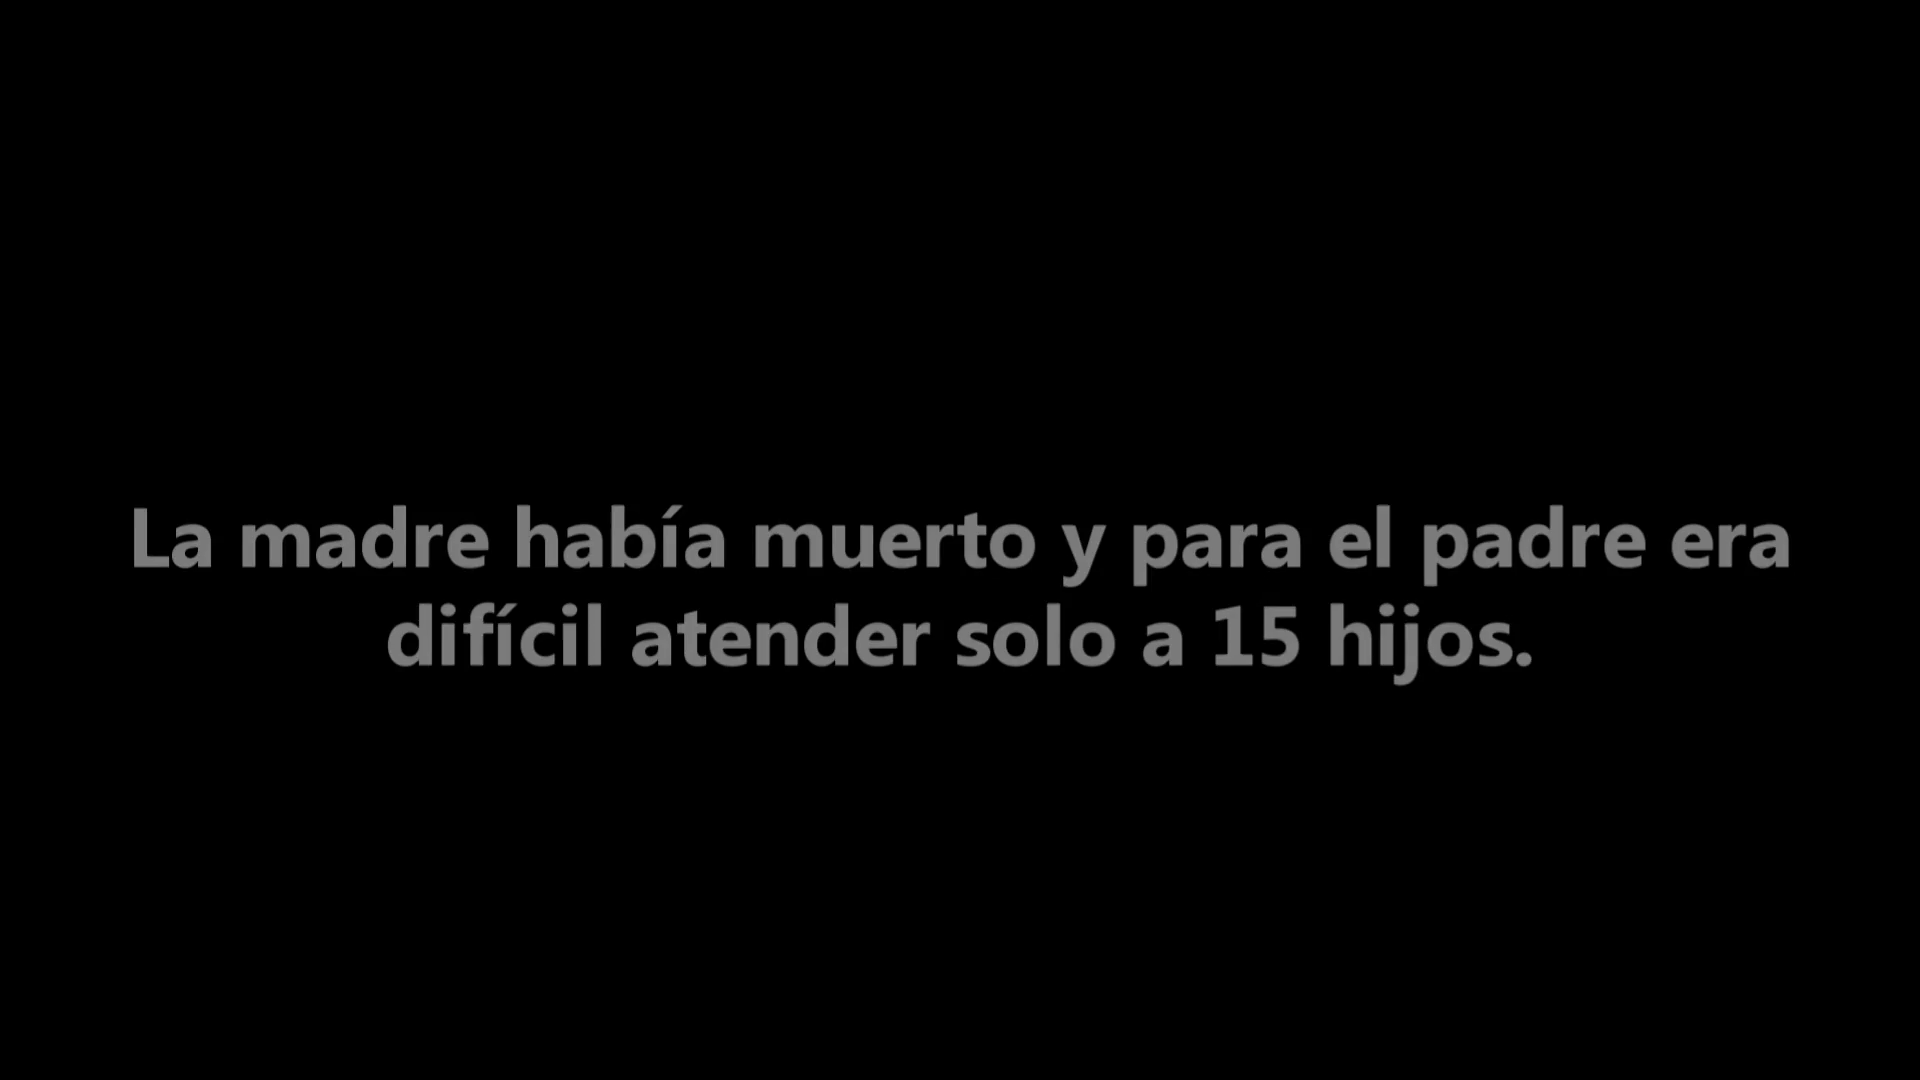 La madre había muerto y para el padre era
difícil atender solo a 15 hijos.